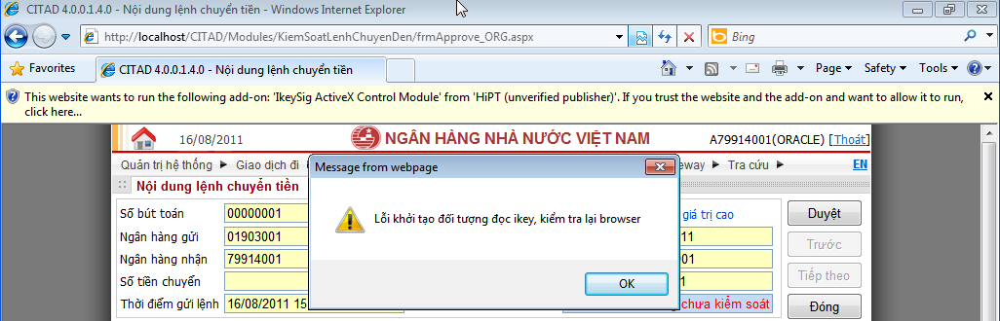 CITAD 4.0.0.1.4.0 - Nội dung lệnh chuyển tiền - Windows Internet Explorer
http://localhost/CITAD/Modules/KiemSoatLenhChuyenDen/frmApprove_ORG.aspx
Bing
Favorites
CITAD 4.0.0.1.4.0 - Nội dung lệnh chuyển tiền
Page
Safety
Tools
This website wants to run the following add-on: 'IkeySig ActiveX Control Module' from 'HiPT (unverified publisher)'. If you trust the website and the add-on and want to allow it to run,
click here...
16/08/2011
NGÂN HÀNG NHÀ NƯỚC VIỆT NAM
A79914001(ORACLE) [Thoát]
Quản trị hệ thống
Giao dịch đi
eway
Tra cứu
EN
Message from webpage
Lỗi khởi tạo đối tượng đọc ikey, kiểm tra lại browser
OK
Nội dung lệnh chuyển tiền
Số bút toán 00000001
giá trị cao
Duyệt
Ngân hàng gửi 01903001
11
Trước
Ngân hàng nhận 79914001
001
Tiếp theo
Số tiền chuyển
1
Thời điểm gửi lệnh 16/08/2011 15
chưa kiểm soát
Đóng